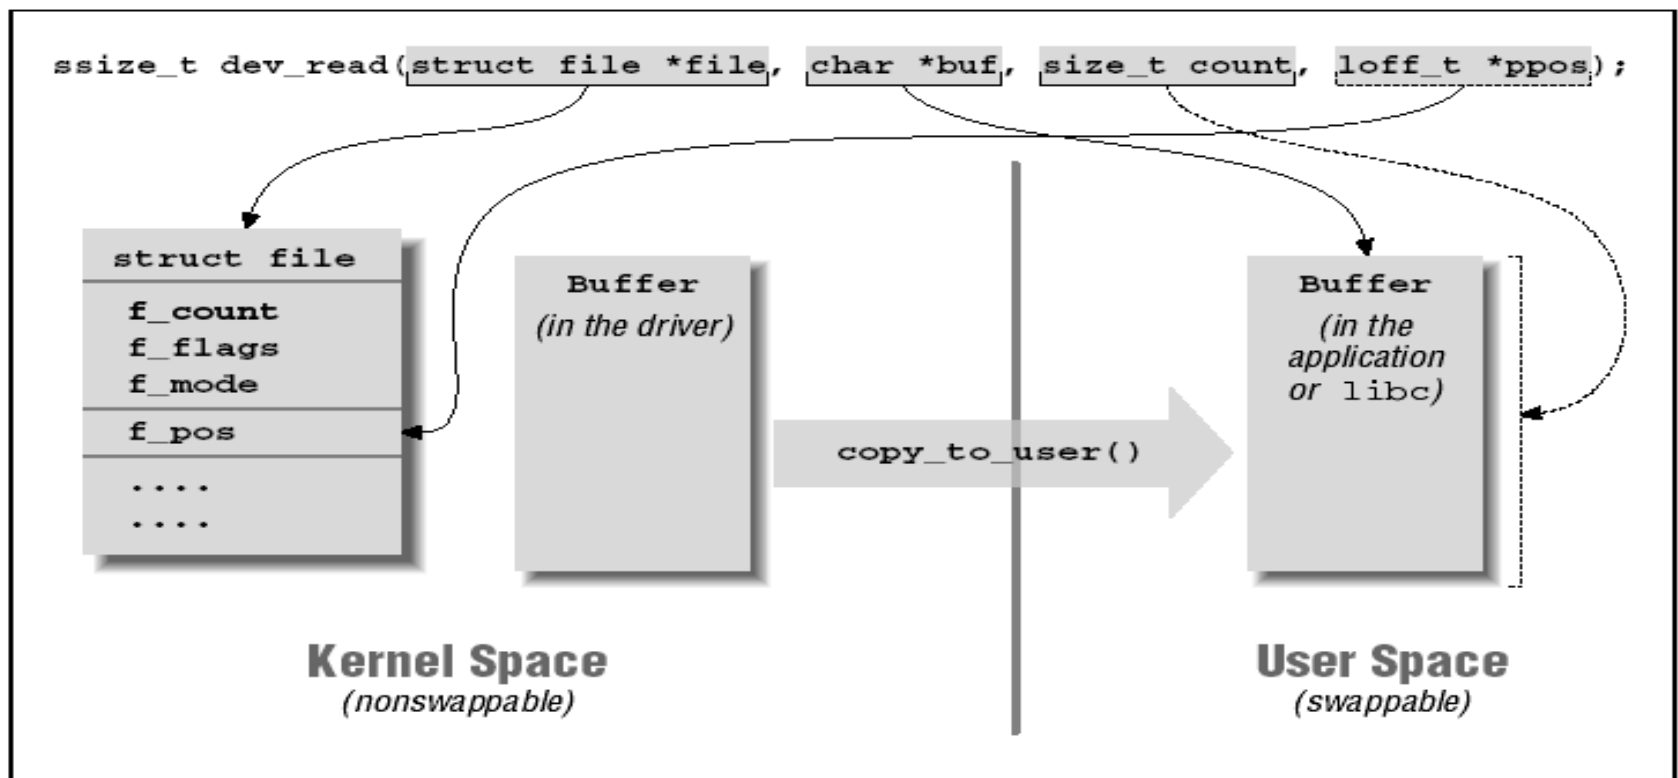 ssize_t dev_read(struct file *file, char *buf, size_t count, loff_t *ppos);
struct file
f_count
f_flags
f_mode
f_pos
....
....
Buffer
(in the driver)
copy_to_user()
Buffer
(in the
application
or libc)
Kernel Space
(nonswappable)
User Space
(swappable)